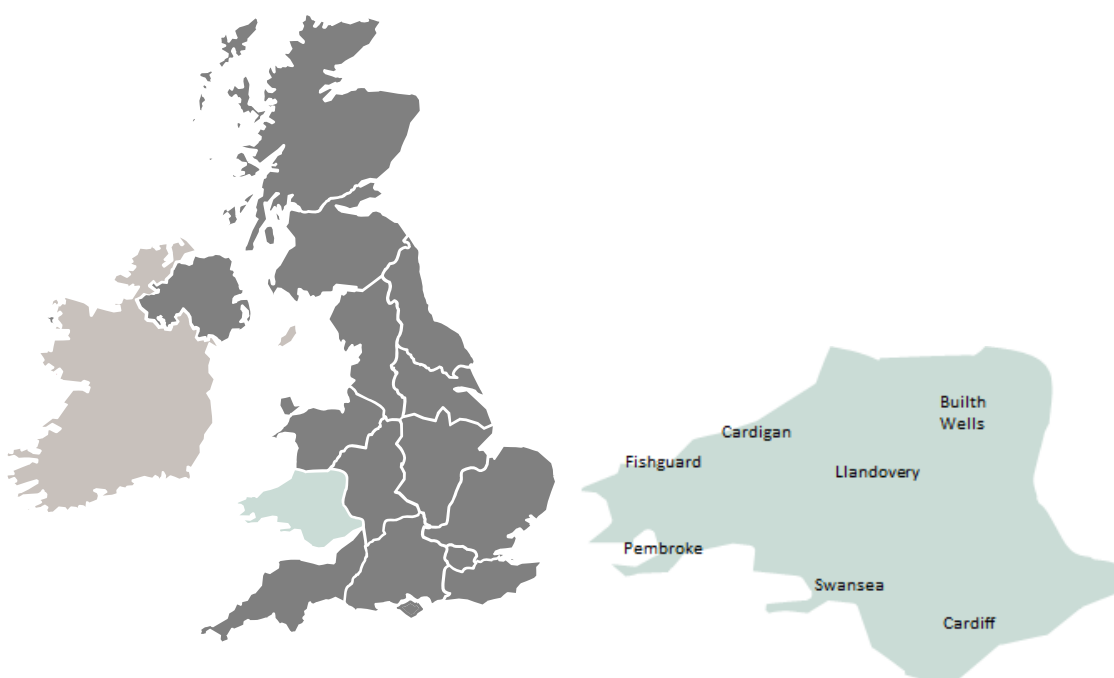 Builth
Wells
Cardigan
Fishguard
Llandovery
Pembroke
Swansea
Cardiff